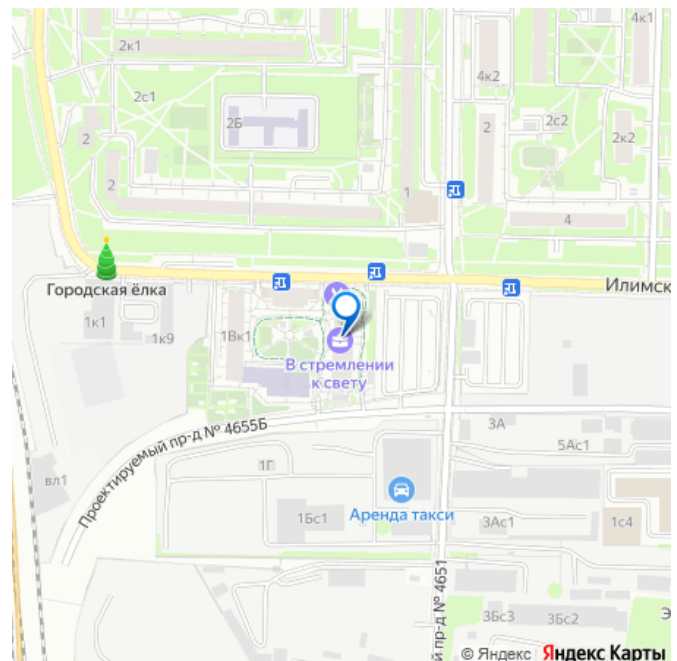 4к1
2к1
4к2
2с1
2Б
2
2с2
2к2
2
2
1
4
Городская ёлка
Илимск
1к1
1к9
1Вк1
В стремлении
к свету
Проектируемый пр-д № 4655Б
3А
5Ас1
1Г
вл1
Аренда такси
1Бс1
3Ас1
1с4
й пр-д № 4651
3Бс3
3Бс2
Э
© Яндекс Яндекс Карты